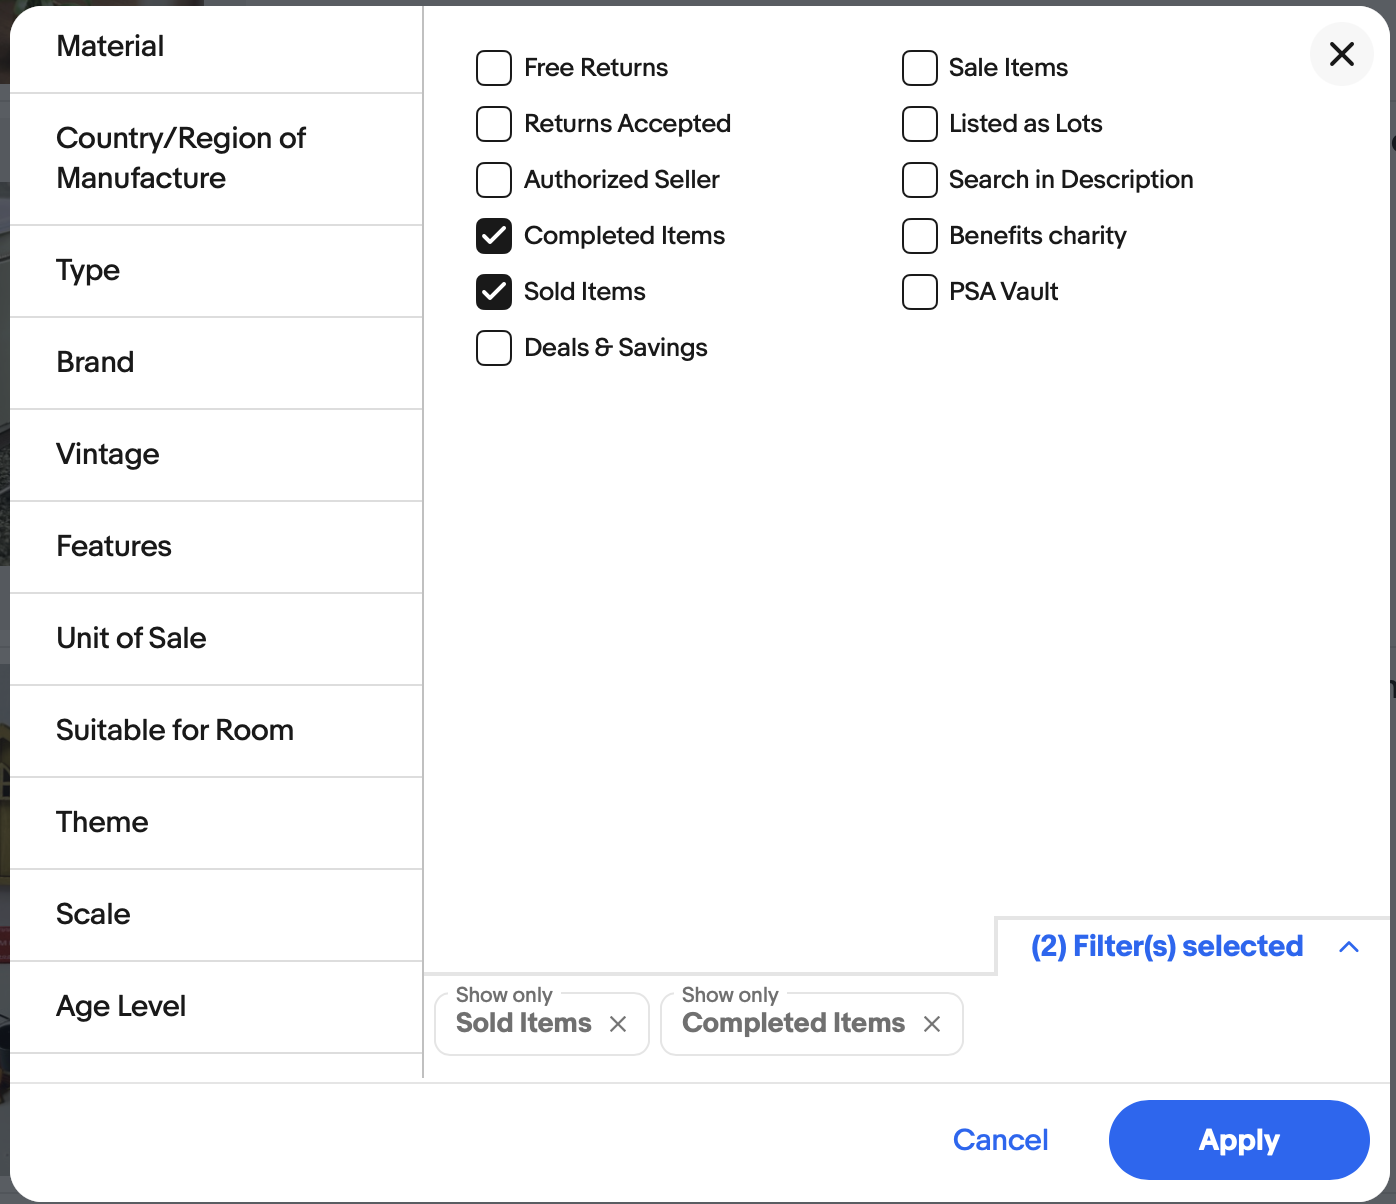 Material
Country/Region of
Manufacture
Type
Brand
Vintage
Features
Unit of Sale
Suitable for Room
Theme
Scale
Age Level
Free Returns
Returns Accepted
Authorized Seller
Completed Items
Sold Items
Deals & Savings
Sale Items
Listed as Lots
Search in Description
Benefits charity
PSA Vault
(2) Filter(s) selected
Show only
Sold Items
Show only
Completed Items
Cancel
Apply